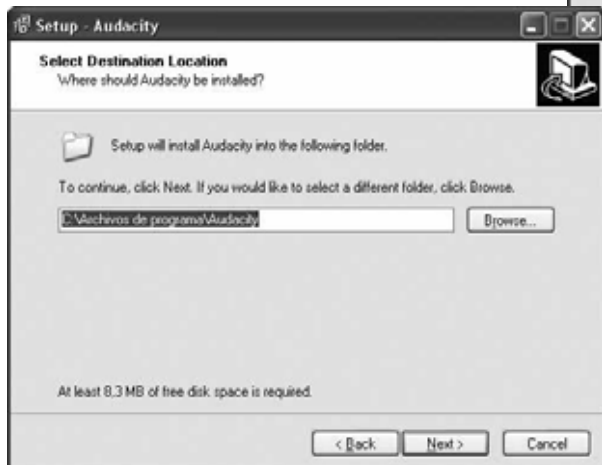 Setup - Audacity
Select Destination Location
Where should Audacity be installed?
Setup will install Audacity into the following folder.
To continue, click Next. If you would like to select a different folder, click Browse.
C:\Archivos de programa\Audacity
Browse...
At least 8,3 MB of free disk space is required.
< Back
Next >
Cancel